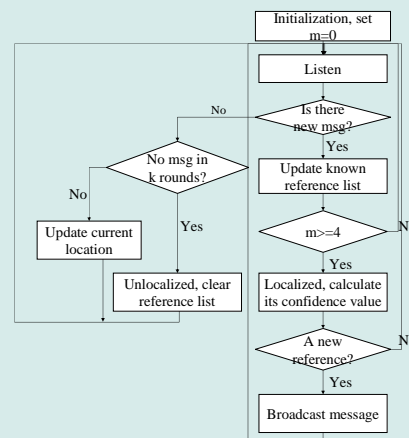 Initialization, set
m=0
Listen
Is there
new msg?
No
Yes
No msg in
k rounds?
Update known
reference list
No
Yes
m>=4
N
Update current
location
Yes
Unlocalized, clear
reference list
Localized, calculate
its confidence value
A new
reference?
N
Yes
Broadcast message